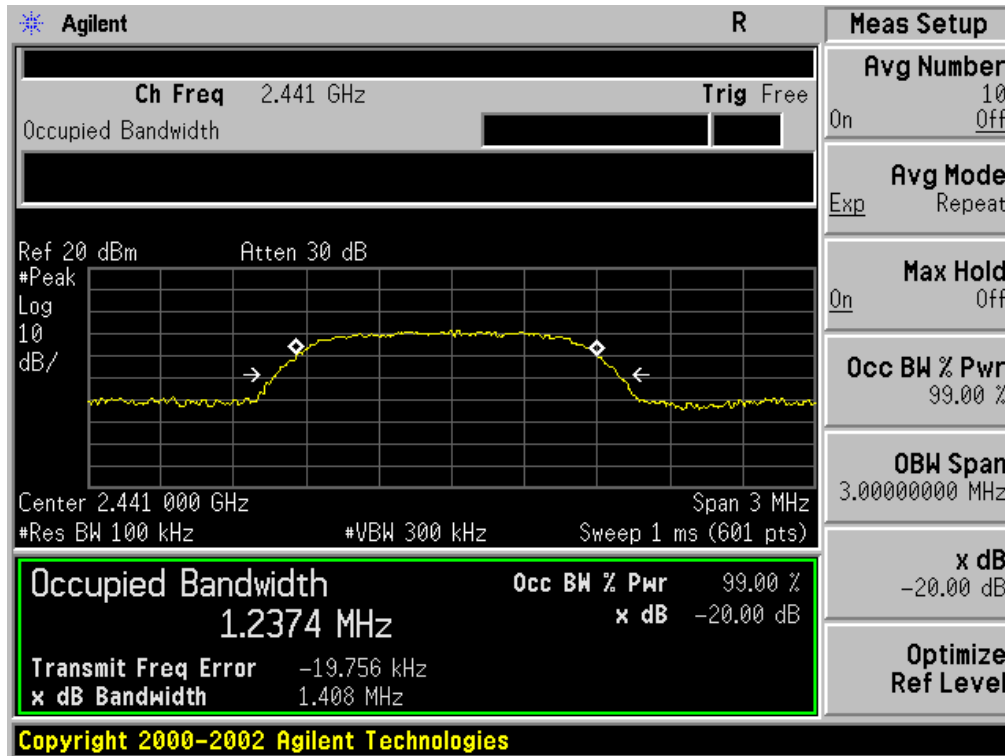 Agilent R
Ch Freq 2.441 GHz Trig Free
Occupied Bandwidth
Ref 20 dBm Atten 30 dB
#Peak
Log
10
dB/
Center 2.441 000 GHz Span 3 MHz
#Res BW 100 kHz #VBW 300 kHz Sweep 1 ms (601 pts)
Occupied Bandwidth
1.2374 MHz
Occ BW % Pwr 99.00 %
x dB -20.00 dB
Transmit Freq Error -19.756 kHz
x dB Bandwidth 1.408 MHz
Meas Setup
Avg Number
10
On Off
Avg Mode
Exp Repeat
Max Hold
On Off
Occ BW % Pwr
99.00 %
OBW Span
3.00000000 MHz
x dB
-20.00 dB
Optimize
Ref Level
Copyright 2000-2002 Agilent Technologies